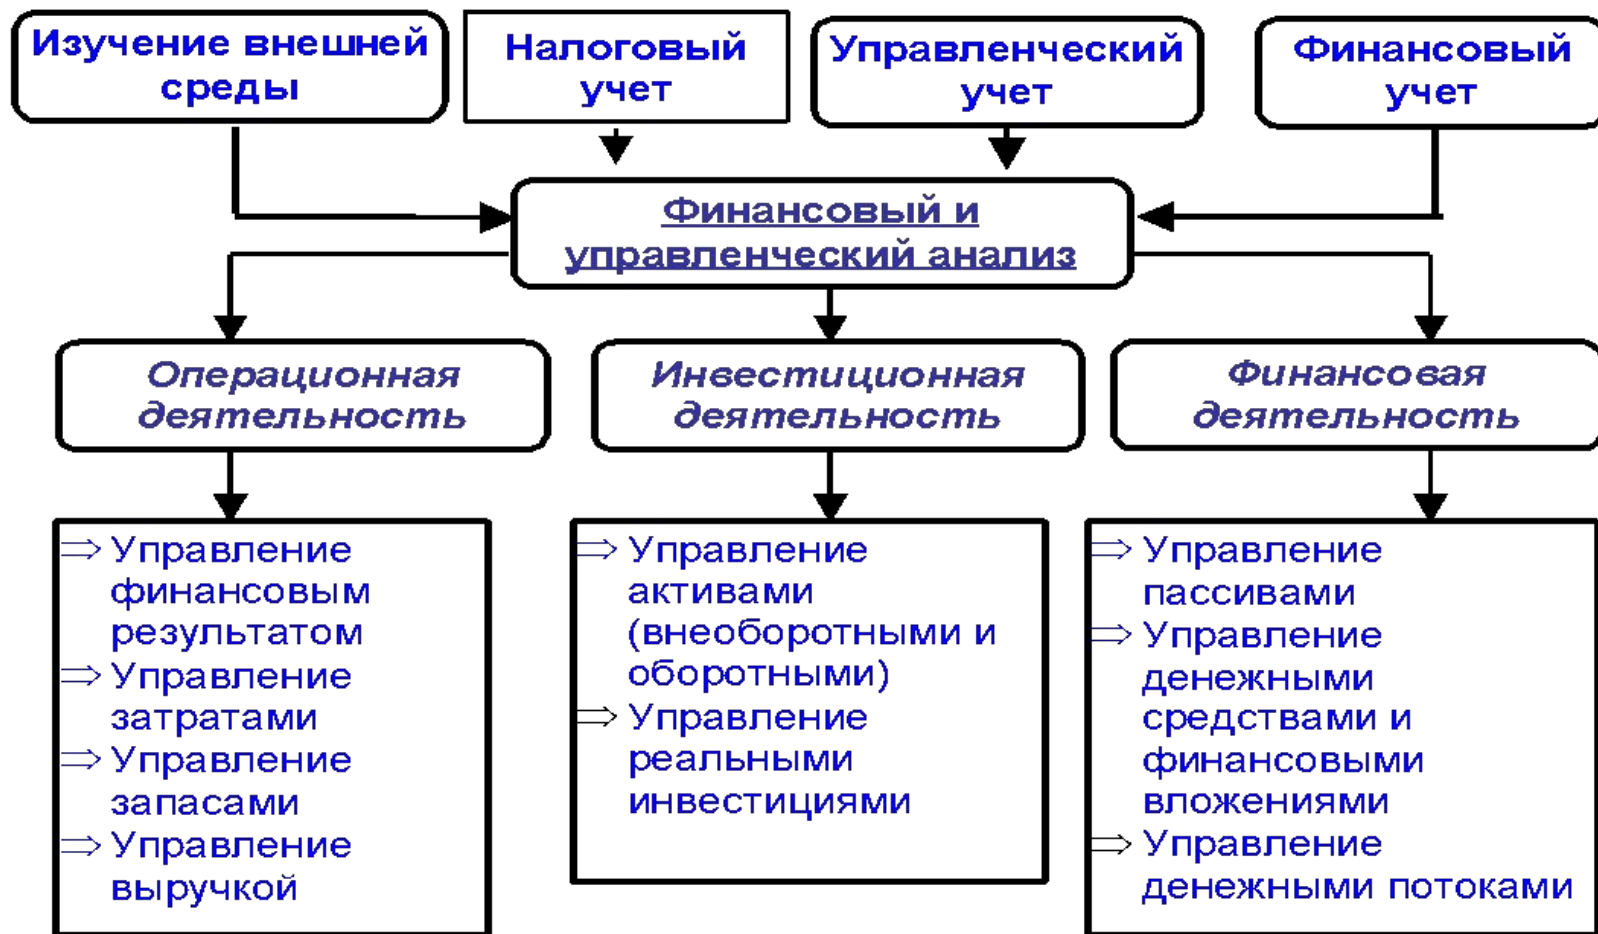 Изучение внешней
среды
Налоговый
учет
Управленческий
учет
Финансовый
учет
Финансовый и
управленческий анализ
Операционная
деятельность
Инвестиционная
деятельность
Финансовая
деятельность
⇒ Управление
финансовым
результатом
⇒ Управление
затратами
⇒ Управление
запасами
⇒ Управление
выручкой
⇒ Управление
активами
(внеоборотными и
оборотными)
⇒ Управление
реальными
инвестициями
⇒ Управление
пассивами
⇒ Управление
денежными
средствами и
финансовыми
вложениями
⇒ Управление
денежными потоками